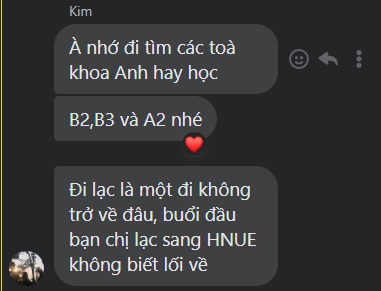 Kim
À nhớ đi tìm các toà
khoa Anh hay học
B2,B3 và A2 nhé
Đi lạc là một đi không
trở về đâu, buổi đầu
bạn chị lạc sang HNUE
không biết lối về